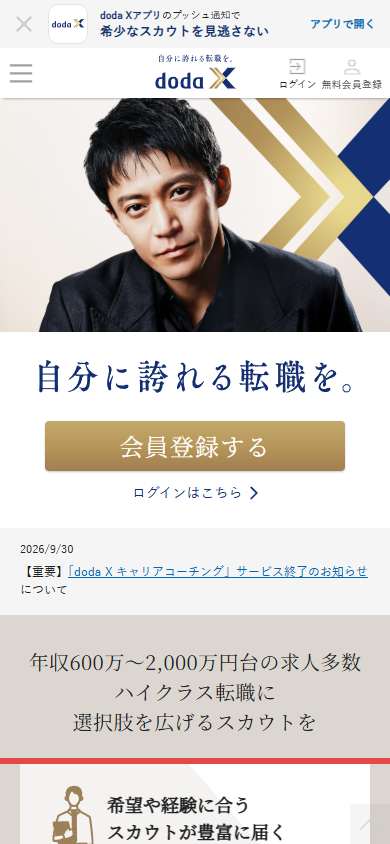 doda Xアプリのプッシュ通知で
希少なスカウトを見逃さない
アプリで開く
doda X
自分に誇れる転職を。
doda X
ログイン
無料会員登録
自分に誇れる転職を。
会員登録する
ログインはこちら
2026/9/30
【重要】「doda X キャリアコーチング」サービス終了のお知らせ
について
年収600万〜2,000万円台の求人多数
ハイクラス転職に
選択肢を広げるスカウトを
希望や経験に合う
スカウトが豊富に届く